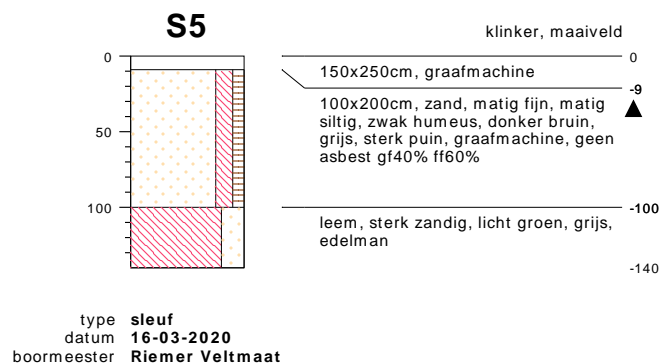 S5
klinker, maaiveld
0
0
150x250cm, graafmachine
-9
100x200cm, zand, matig fijn, matig
siltig, zwak humeus, donker bruin,
grijs, sterk puin, graafmachine, geen
asbest gf40% ff60%
50
100
-100
leem, sterk zandig, licht groen, grijs,
edelman
-140
type sleuf
datum 16-03-2020
boormeester Riemer Veltmaat